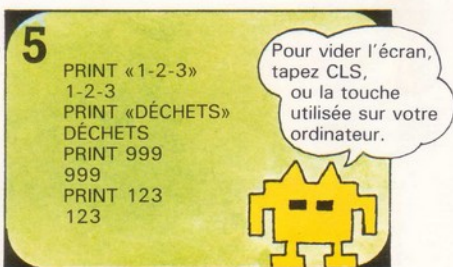 5
PRINT «1-2-3»
1-2-3
PRINT «DÉCHETS»
DÉCHETS
PRINT 999
999
PRINT 123
123
Pour vider l'écran,
tapez CLS,
ou la touche
utilisée sur votre
ordinateur.